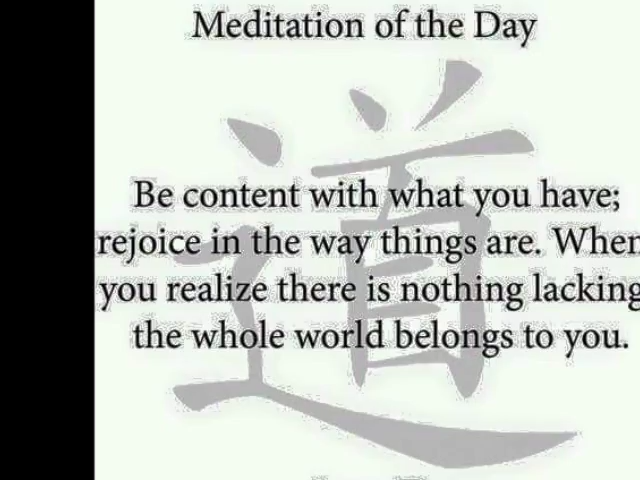 Meditation of the Day
道
Be content with what you have;
rejoice in the way things are. When
you realize there is nothing lacking
the whole world belongs to you.